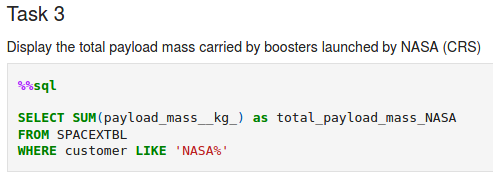 Task 3
Display the total payload mass carried by boosters launched by NASA (CRS)
%%sql
SELECT SUM(payload_mass__kg_) as total_payload_mass_NASA
FROM SPACEXTBL
WHERE customer LIKE 'NASA%'